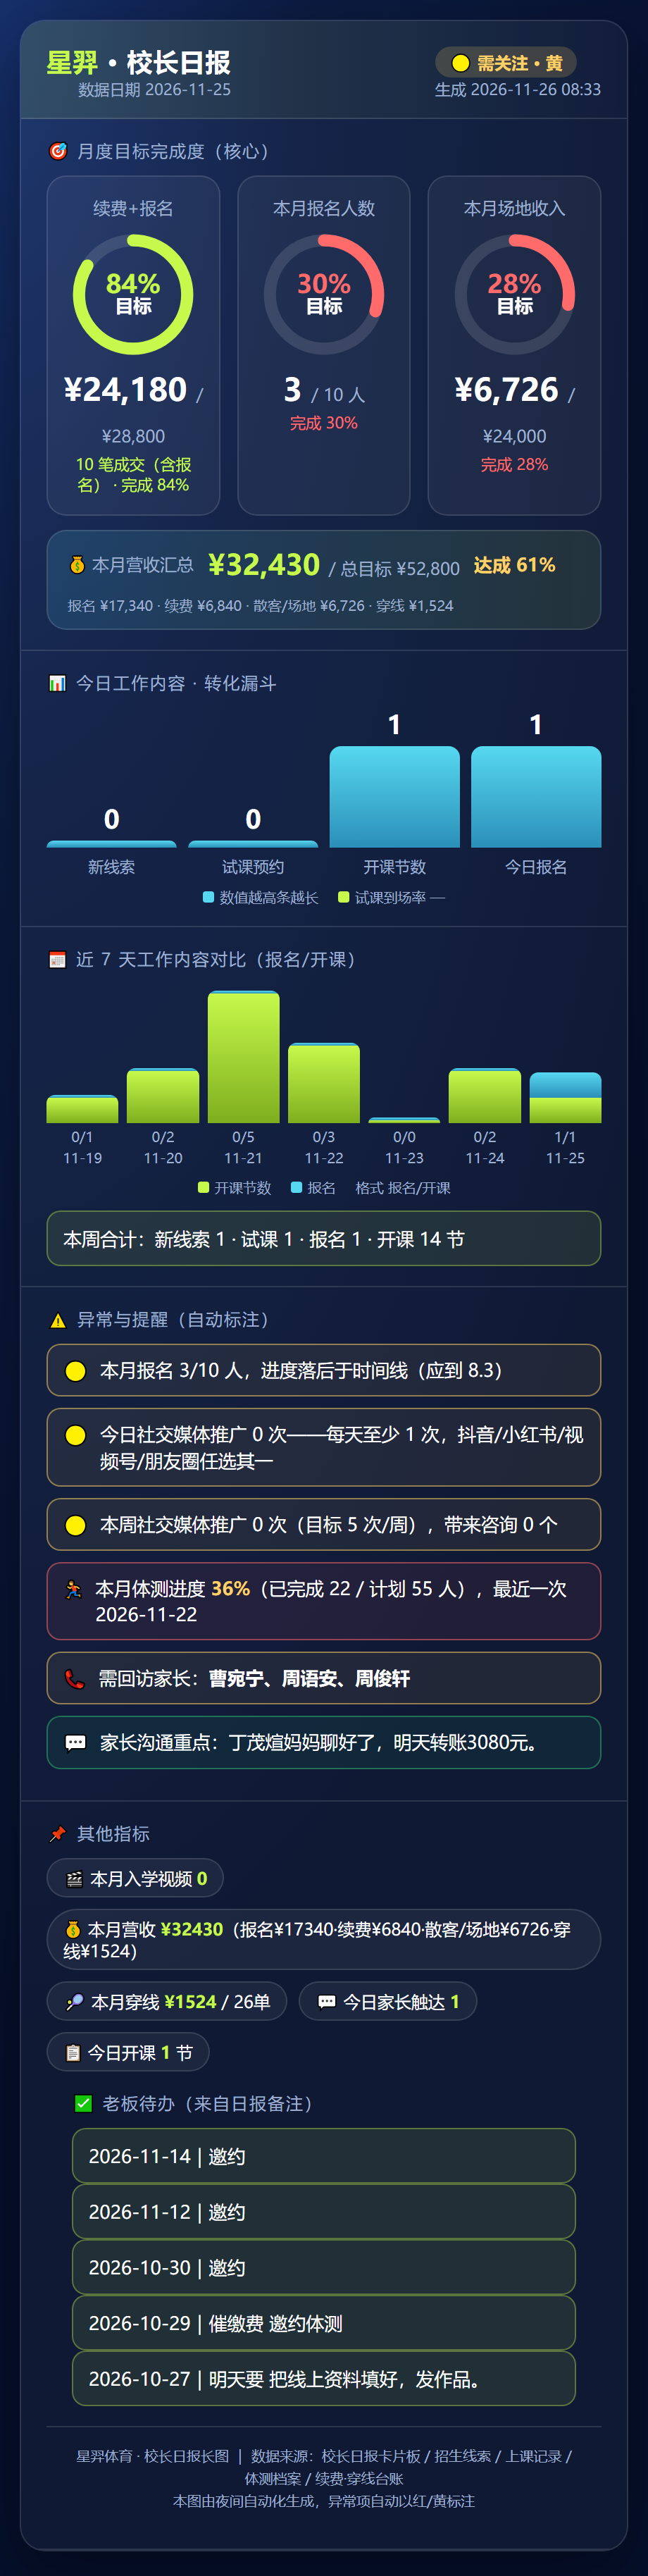 星羿 · 校长日报
数据日期 2026-11-25
需关注 · 黄
生成 2026-11-26 08:33
月度目标完成度（核心）
续费+报名
84%
目标
¥24,180 /
¥28,800
10 笔成交（含报
名） · 完成 84%
本月报名人数
30%
目标
3 / 10 人
完成 30%
本月场地收入
28%
目标
¥6,726 /
¥24,000
完成 28%
本月营收汇总 ¥32,430 / 总目标 ¥52,800 达成 61%
报名 ¥17,340 · 续费 ¥6,840 · 散客/场地 ¥6,726 · 穿线 ¥1,524
今日工作内容 · 转化漏斗
0 0 1 1
新线索 试课预约 开课节数 今日报名
数值越高条越长 试课到场率 —
近 7 天工作内容对比（报名/开课）
0/1 0/2 0/5 0/3 0/0 0/2 1/1
11-19 11-20 11-21 11-22 11-23 11-24 11-25
开课节数 报名 格式 报名/开课
本周合计：新线索 1 · 试课 1 · 报名 1 · 开课 14 节
异常与提醒（自动标注）
本月报名 3/10 人，进度落后于时间线（应到 8.3）
今日社交媒体推广 0 次——每天至少 1 次，抖音/小红书/视
频号/朋友圈任选其一
本周社交媒体推广 0 次（目标 5 次/周），带来咨询 0 个
本月体测进度 36%（已完成 22 / 计划 55 人），最近一次
2026-11-22
需回访家长：曹宛宁、周语安、周俊轩
家长沟通重点：丁茂煊妈妈聊好了，明天转账3080元。
其他指标
本月入学视频 0
本月营收 ¥32430（报名¥17340·续费¥6840·散客/场地¥6726·穿
线¥1524）
本月穿线 ¥1524 / 26单
今日家长触达 1
今日开课 1 节
老板待办（来自日报备注）
2026-11-14 | 邀约
2026-11-12 | 邀约
2026-10-30 | 邀约
2026-10-29 | 催缴费 邀约体测
2026-10-27 | 明天要 把线上资料填好，发作品。
星羿体育 · 校长日报长图 ｜ 数据来源：校长日报卡片板 / 招生线索 / 上课记录 /
体测档案 / 续费·穿线台账
本图由夜间自动化生成，异常项自动以红/黄标注